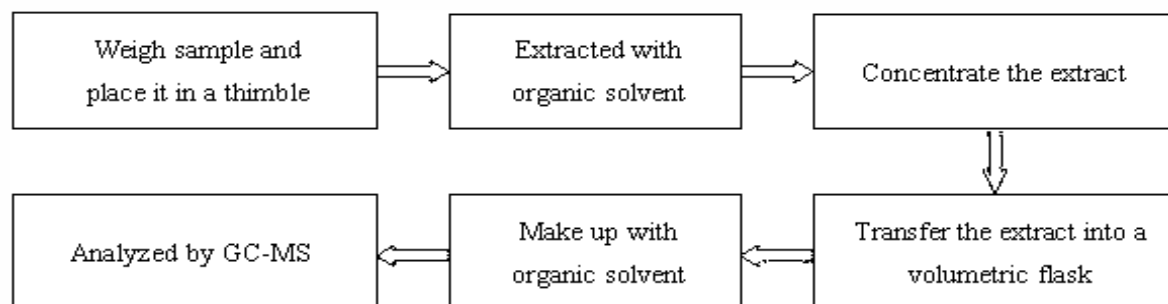 Weigh sample and
place it in a thimble
Extracted with
organic solvent
Concentrate the extract
Transfer the extract into a
volumetric flask
Make up with
organic solvent
Analyzed by GC-MS